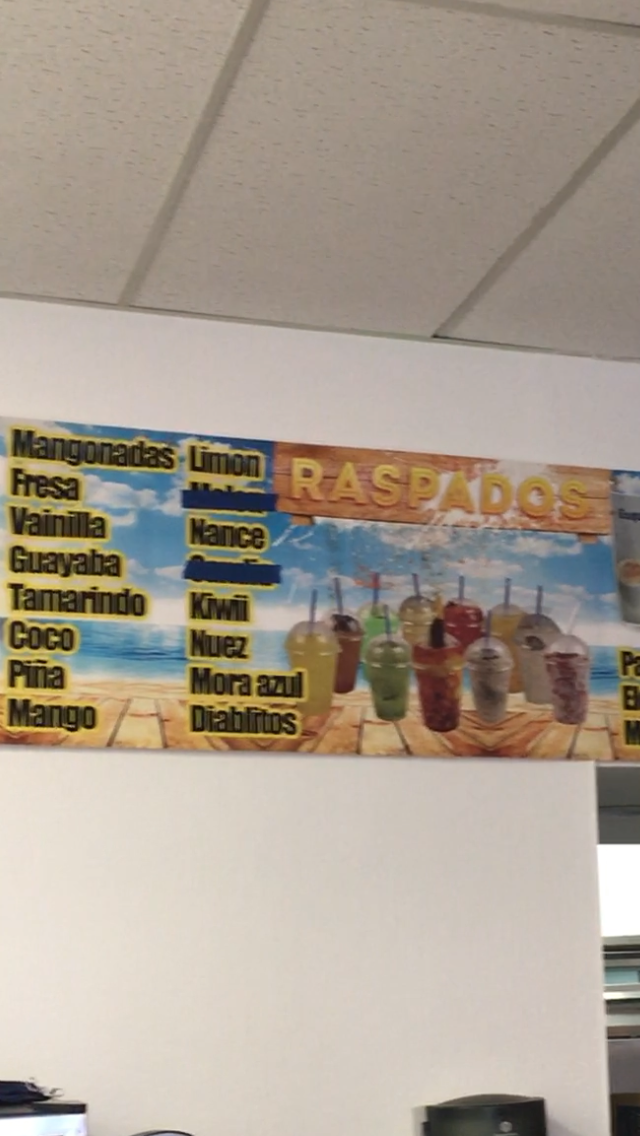 Mangonadas
Fresa
Vainilla
Guayaba
Tamarindo
Coco
Piña
Mango
Limon
Nance
Kiwii
Nuez
Mora azul
Diablitos
RASPADOS